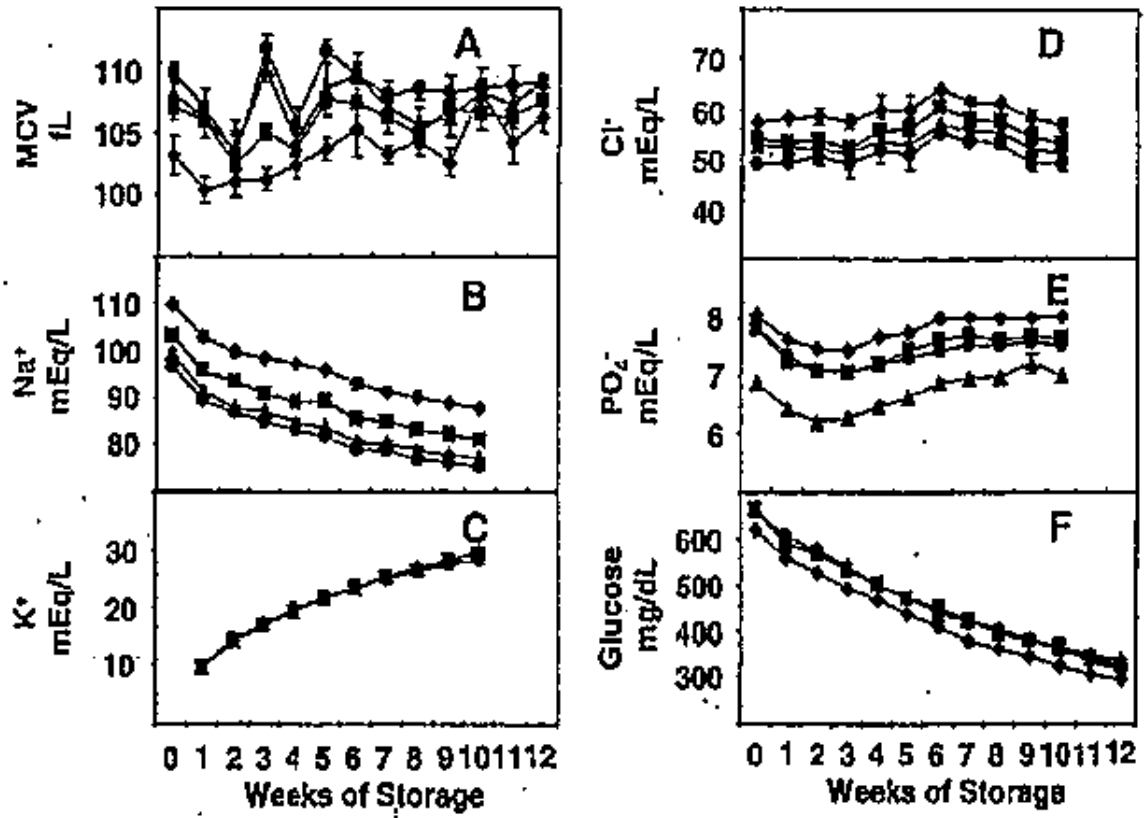 A
MCV
fL
110
105
100
B
Na⁺
mEq/L
110
100
90
80
C
K⁺
mEq/L
30
20
10
0 1 2 3 4 5 6 7 8 9 10 11 12
Weeks of Storage
D
Cl⁻
mEq/L
70
60
50
40
E
PO₄⁻
mEq/L
8
7
6
F
Glucose
mg/dL
600
500
400
300
0 1 2 3 4 5 6 7 8 9 10 11 12
Weeks of Storage